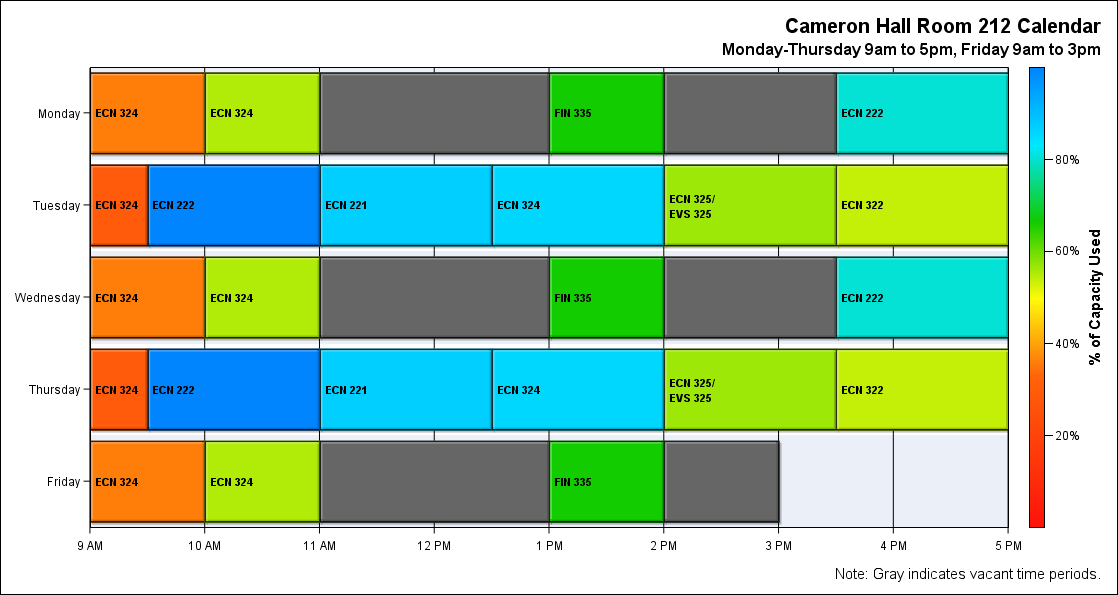 Cameron Hall Room 212 Calendar
Monday-Thursday 9am to 5pm, Friday 9am to 3pm
Monday
ECN 324
ECN 324
FIN 335
ECN 222
Tuesday
ECN 324
ECN 222
ECN 221
ECN 324
ECN 325/
EVS 325
ECN 322
Wednesday
ECN 324
ECN 324
FIN 335
ECN 222
Thursday
ECN 324
ECN 222
ECN 221
ECN 324
ECN 325/
EVS 325
ECN 322
Friday
ECN 324
ECN 324
FIN 335
9 AM
10 AM
11 AM
12 PM
1 PM
2 PM
3 PM
4 PM
5 PM
80%
60%
40%
20%
% of Capacity Used
Note: Gray indicates vacant time periods.